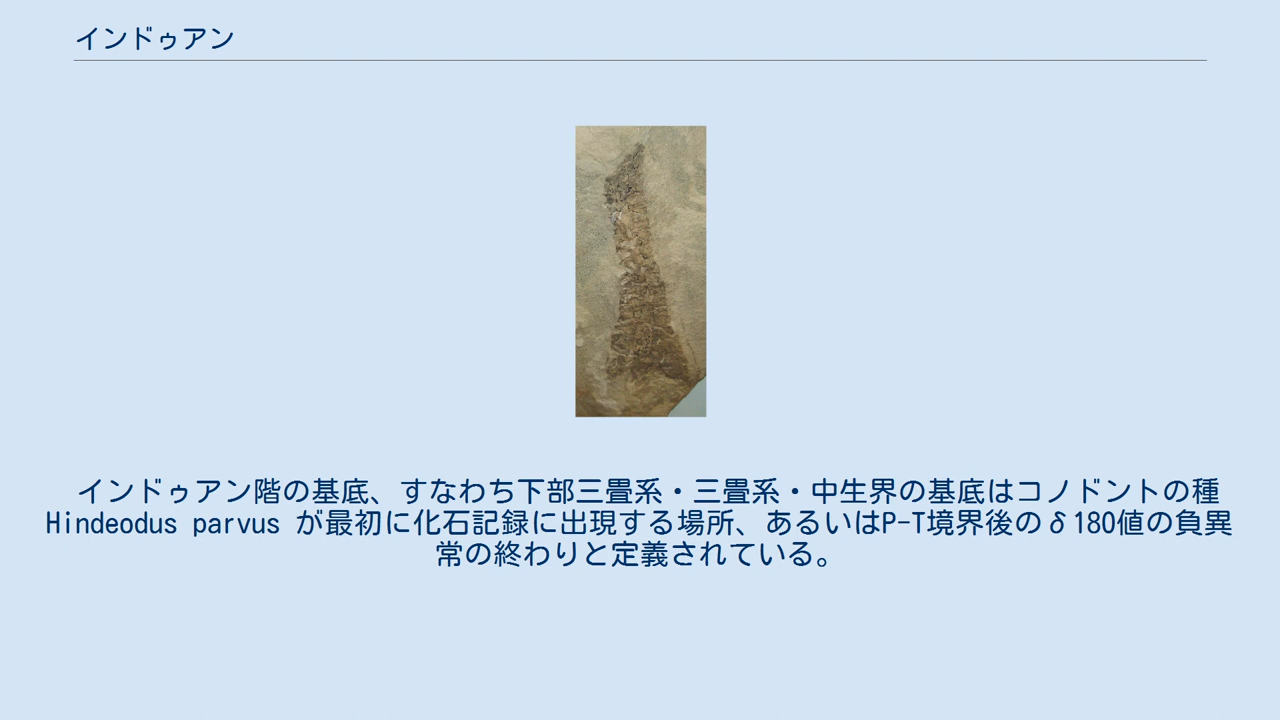 インドゥアン
インドゥアン階の基底、すなわち下部三畳系・三畳系・中生界の基底はコノドントの種
Hindeodus parvus が最初に化石記録に出現する場所、あるいはP-T境界後のδ18O値の負異
常の終わりと定義されている。